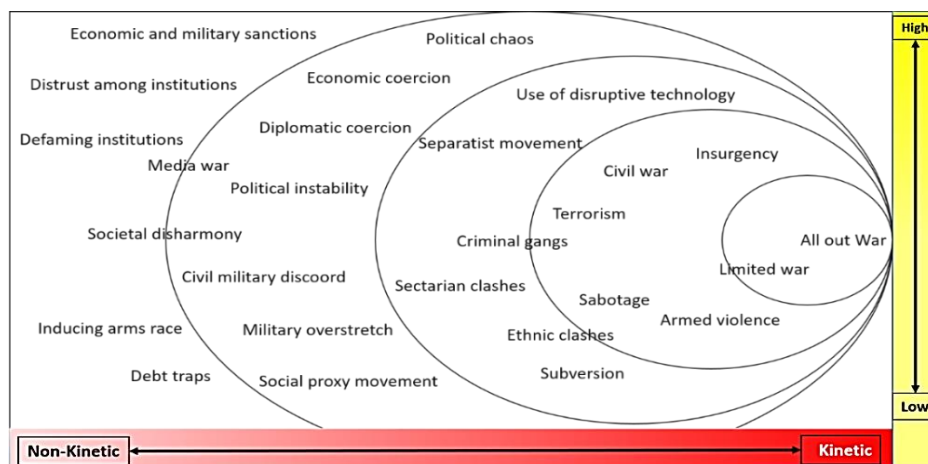 Economic and military sanctions
Political chaos
High
Economic coercion
Distrust among institutions
Use of disruptive technology
Diplomatic coercion
Defaming institutions
Separatist movement
Media war
Insurgency
Civil war
Political instability
Terrorism
Societal disharmony
Criminal gangs
All out War
Limited war
Civil military discoord
Sectarian clashes
Sabotage
Armed violence
Inducing arms race
Military overstretch
Ethnic clashes
Debt traps
Social proxy movement
Subversion
Low
Non-Kinetic
Kinetic